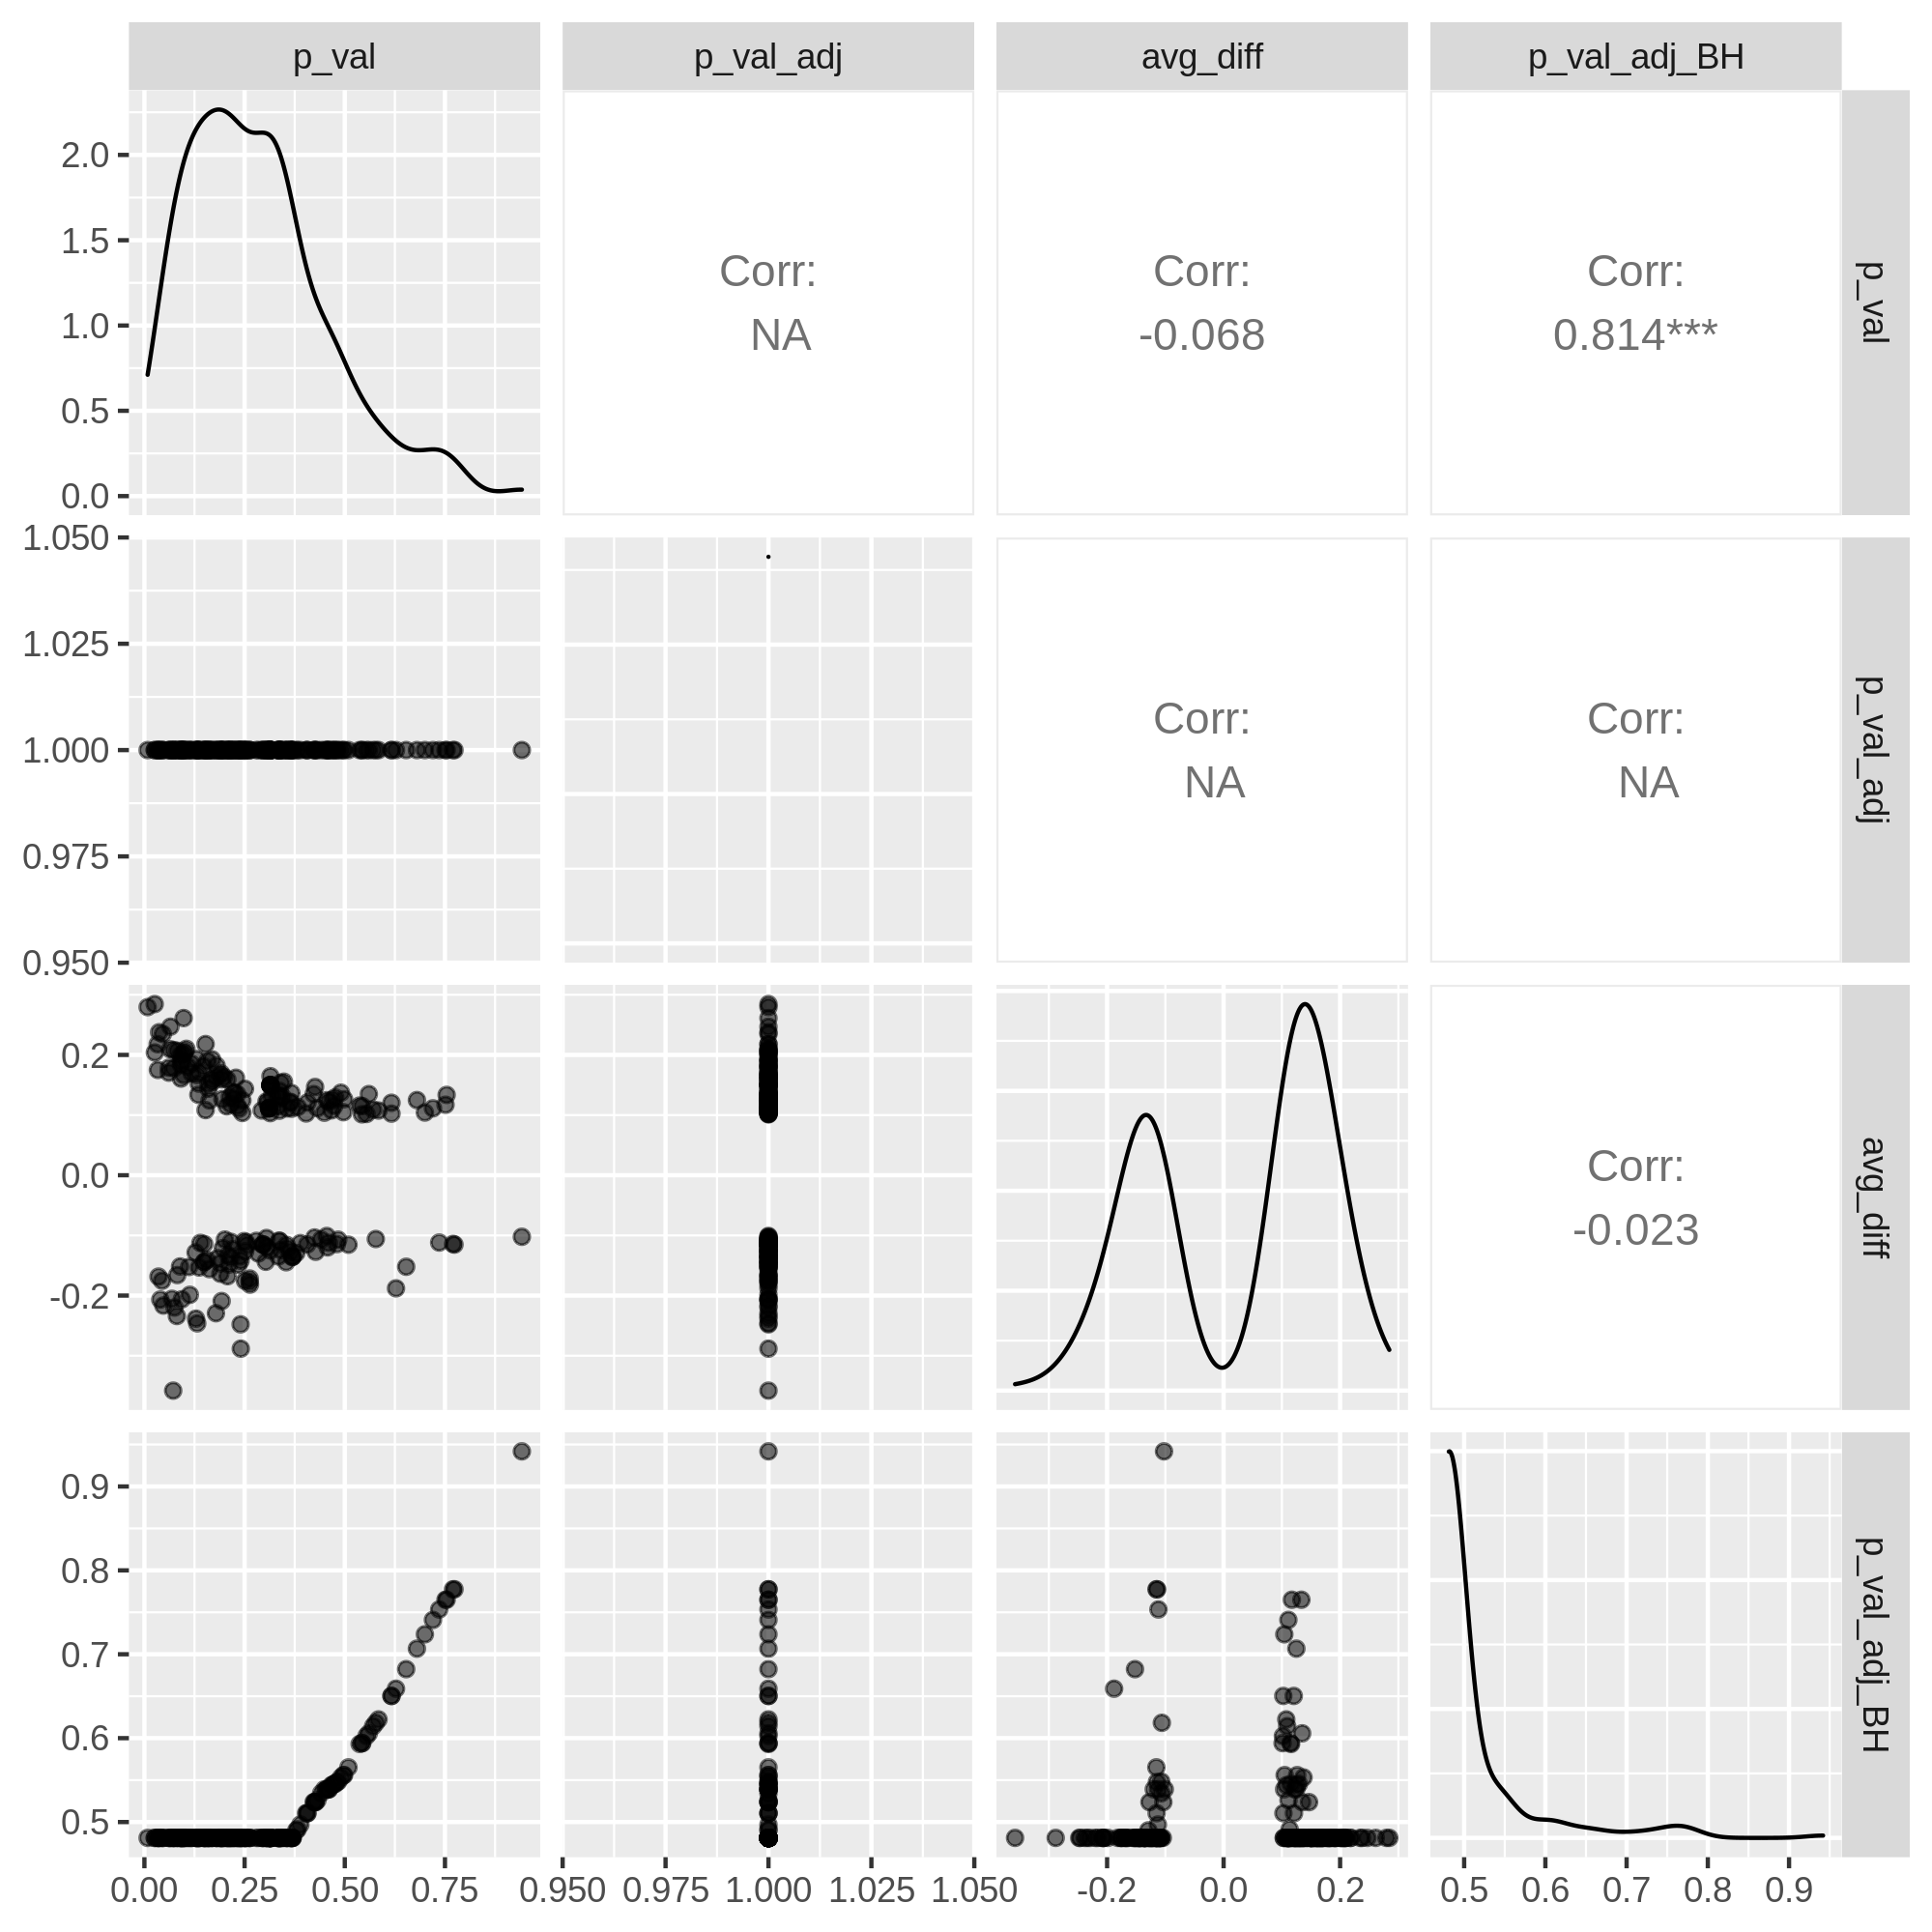 p_val
p_val_adj
avg_diff
p_val_adj_BH
2.0
1.5
1.0
0.5
0.0
Corr:
NA
Corr:
-0.068
Corr:
0.814***
p_val
1.050
1.025
1.000
0.975
0.950
Corr:
NA
Corr:
NA
p_val_adj
0.2
0.0
-0.2
Corr:
-0.023
avg_diff
0.9
0.8
0.7
0.6
0.5
p_val_adj_BH
0.00 0.25 0.50 0.75
0.950 0.975 1.000 1.025 1.050
-0.2 0.0 0.2
0.5 0.6 0.7 0.8 0.9